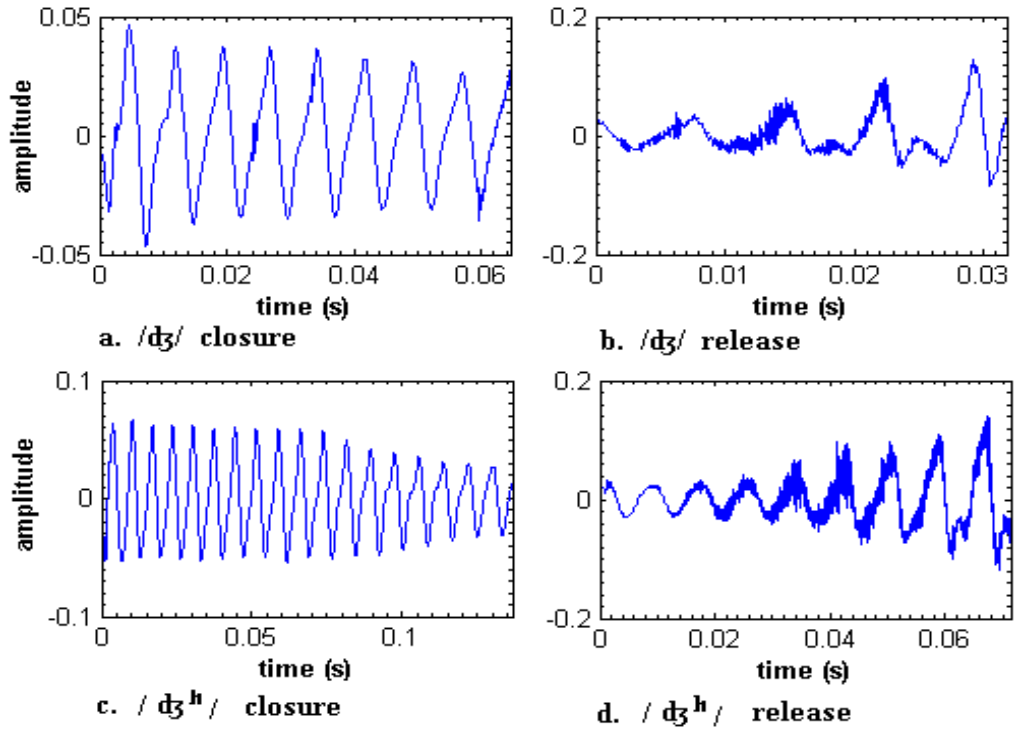 0.05
0
-0.05
amplitude
0 0.02 0.04 0.06
time (s)
a. /dʒ/ closure
0.2
0
-0.2
0 0.01 0.02 0.03
time (s)
b. /dʒ/ release
0.1
0
-0.1
amplitude
0 0.05 0.1
time (s)
c. / dʒʰ / closure
0.2
0
-0.2
0 0.02 0.04 0.06
time (s)
d. / dʒʰ / release